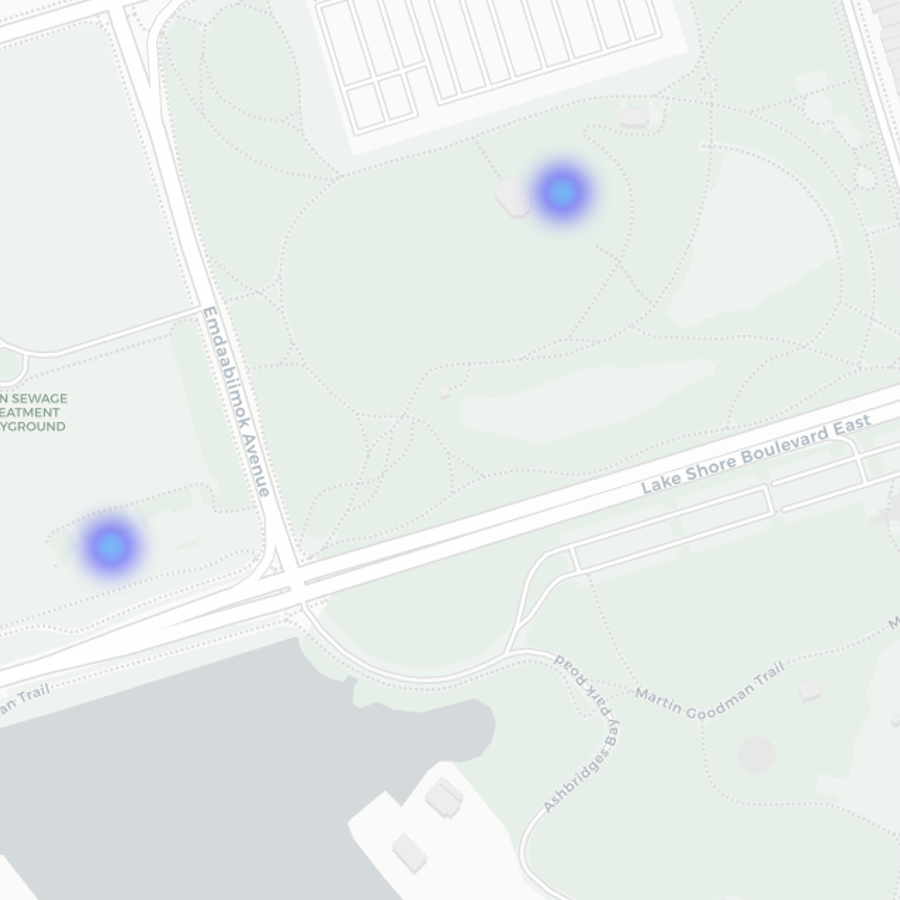 Emdaabiimok Avenue
N SEWAGE
EATMENT
YGROUND
Lake Shore Boulevard East
an Trail
Ashbridges Bay Park Road
Martin Goodman Trail
M